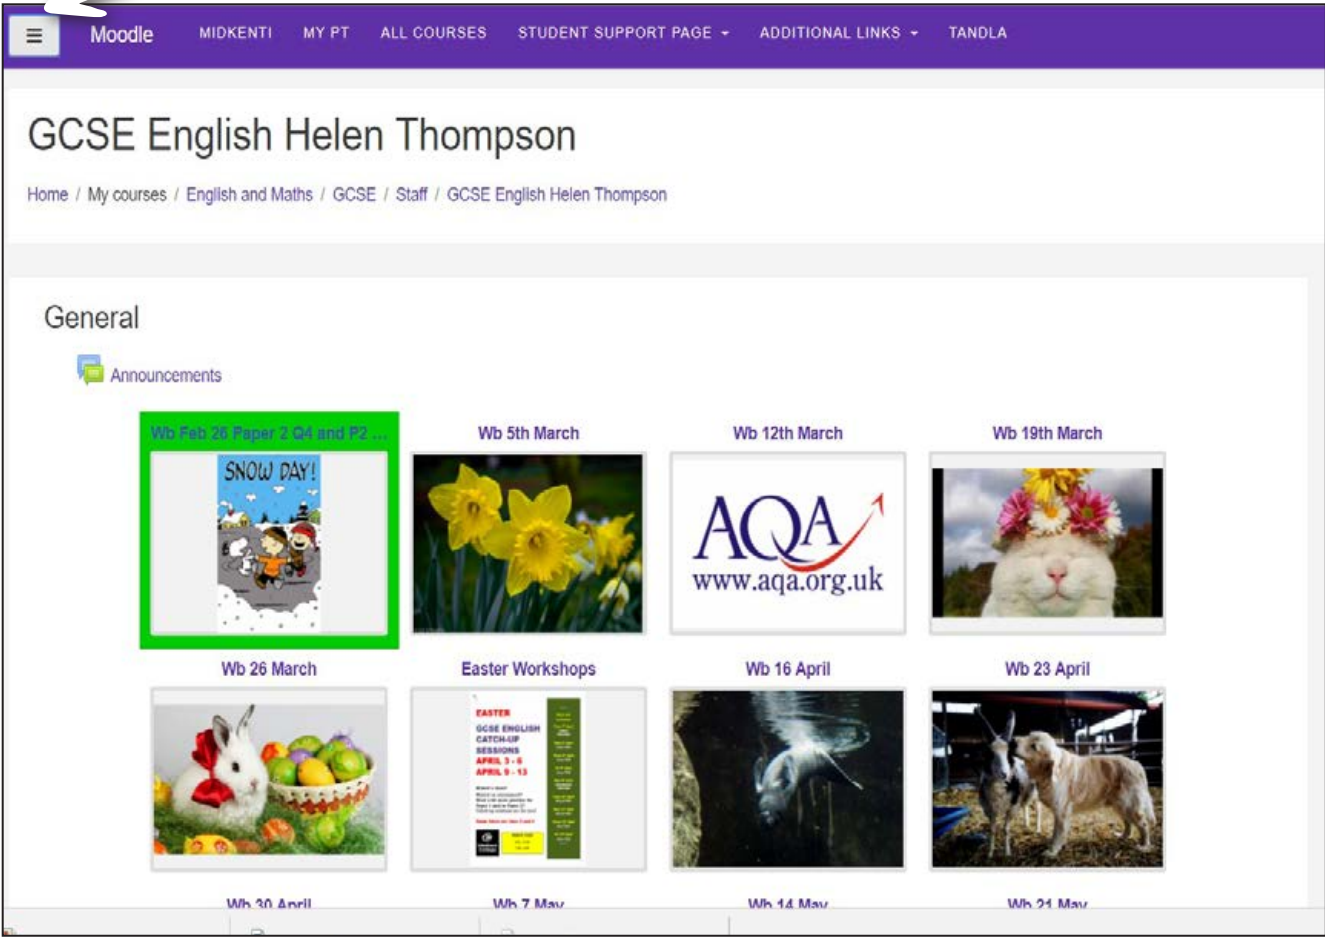 ≡ Moodle MIDKENTI MY PT ALL COURSES STUDENT SUPPORT PAGE ADDITIONAL LINKS TANDLA
GCSE English Helen Thompson
Home / My courses / English and Maths / GCSE / Staff / GCSE English Helen Thompson
General
Announcements
Wb Feb 26 Paper 2 Q4 and P2 ... Wb 5th March Wb 12th March Wb 19th March
SNOW DAY!
AQA
www.aqa.org.uk
Wb 26 March Easter Workshops Wb 16 April Wb 23 April
EASTER
GCSE ENGLISH
CATCH-UP
SESSIONS
APRIL 3 - 6
APRIL 9 - 13
Wb 30 April Wb 7 May Wb 14 May Wb 21 May